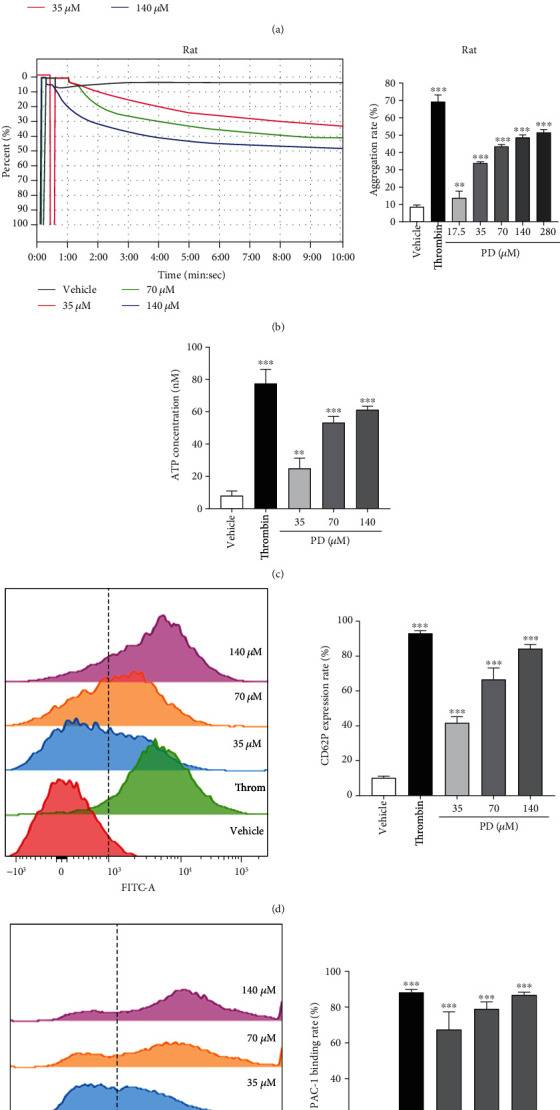 35 μM 140 μM
(a)
Rat
Percent (%)
0
10
20
30
40
50
60
70
80
90
100
0:00 1:00 2:00 3:00 4:00 5:00 6:00 7:00 8:00 9:00 10:00
Time (min:sec)
Vehicle 70 μM
35 μM 140 μM
Rat
Aggregation rate (%)
80
70
60
50
40
30
20
10
0
***
**
***
***
***
***
Vehicle
Thrombin
17.5 35 70 140 280
PD (μM)
(b)
ATP concentration (nM)
100
80
60
40
20
0
***
**
***
***
Vehicle
Thrombin
35 70 140
PD (μM)
(c)
140 μM
70 μM
35 μM
Throm
Vehicle
−10³ 0 10³ 10⁴ 10⁵
FITC-A
CD62P expression rate (%)
100
80
60
40
20
0
***
***
***
***
Vehicle
Thrombin
35 70 140
PD (μM)
(d)
140 μM
70 μM
35 μM
PAC-1 binding rate (%)
100
80
60
40
***
***
***
***